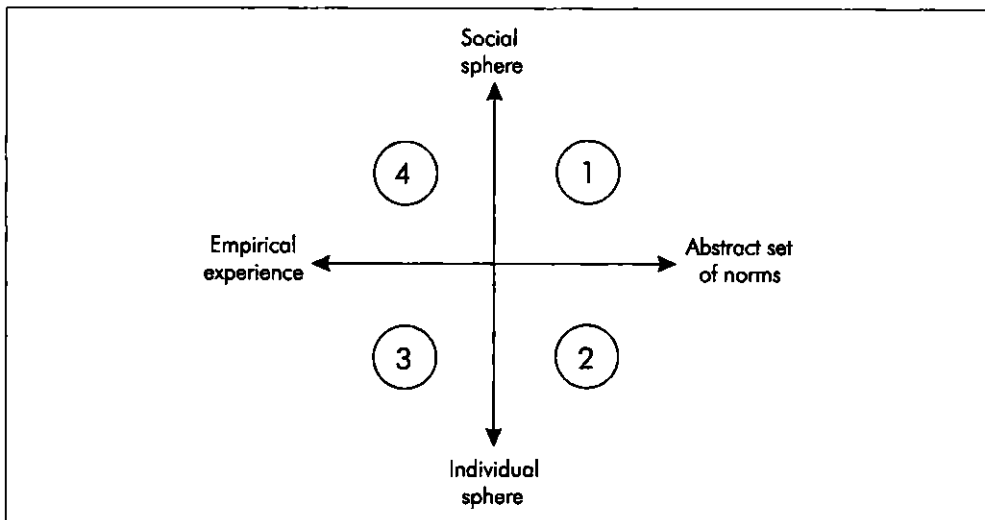 Social
sphere
4
1
Empirical
experience
Abstract set
of norms
3
2
Individual
sphere